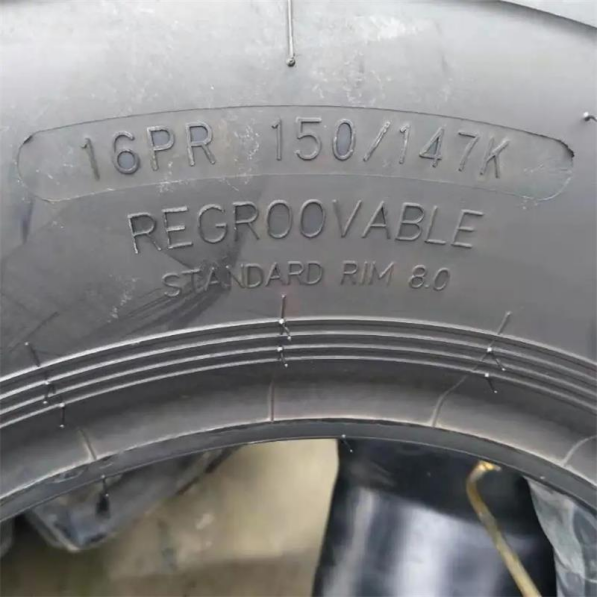 16PR 150/147K
REGROOVABLE
STANDARD RIM 8.0